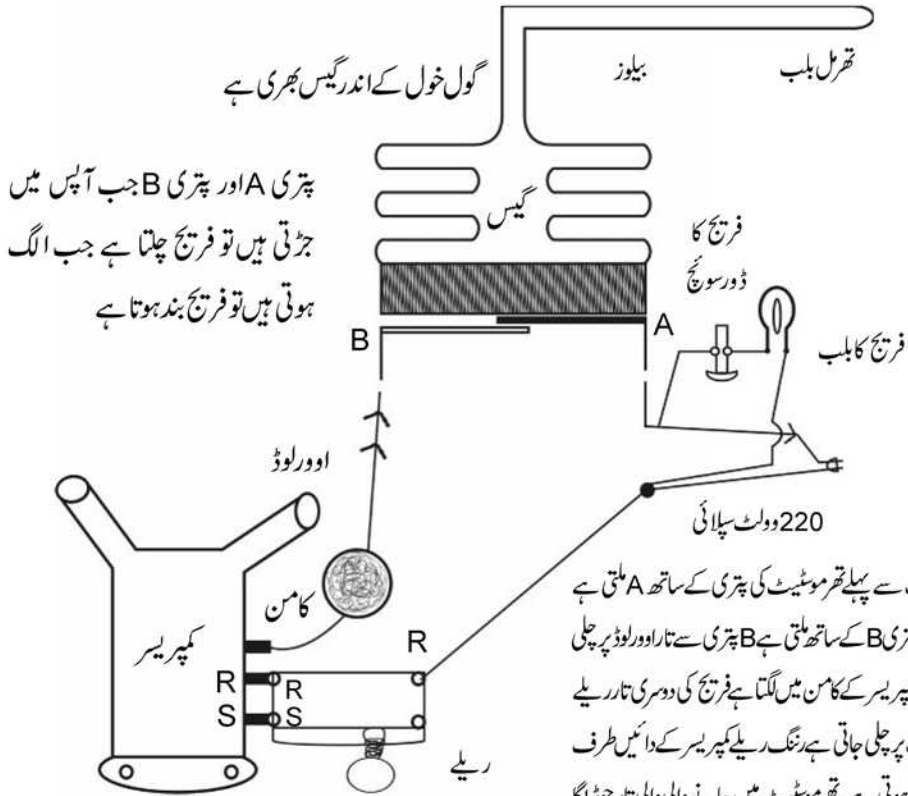 تھرمل بلب
بیلوز
گول خول کے اندر گیس بھری ہے
پتری A اور پتری B جب آپس میں
جڑتی ہیں تو فریج چلتا ہے جب الگ
ہوتی ہیں تو فریج بند ہوتا ہے
گیس
فریج کا
ڈور سوئچ
فریج کا بلب
A
B
اوورلوڈ
220 وولٹ سپلائی
کامن
کمپریسر
R
R
S
R
S
ریلے
سے پہلے تھرموسٹیٹ کی پتری کے ساتھ A ملتی ہے
پتری B کے ساتھ ملتی ہے B پتری سے تار اوورلوڈ پر چلی
کمپریسر کے کامن میں لگتا ہے فریج کی دوسری تار ریلے
پر چلی جاتی ہے رننگ ریلے کمپریسر کے دائیں طرف